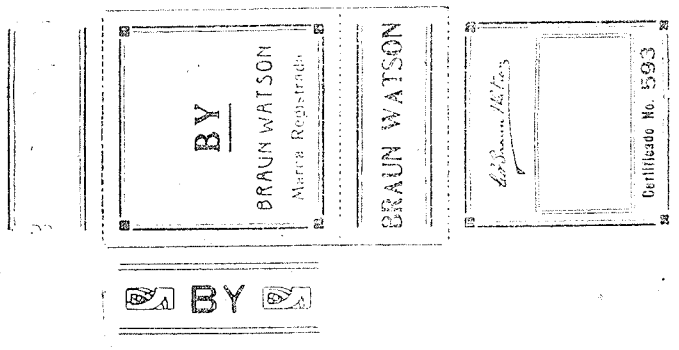 BY
BRAUN WATSON
Marca Registrada
BRAUN WATSON
Certificado No. 593
BY